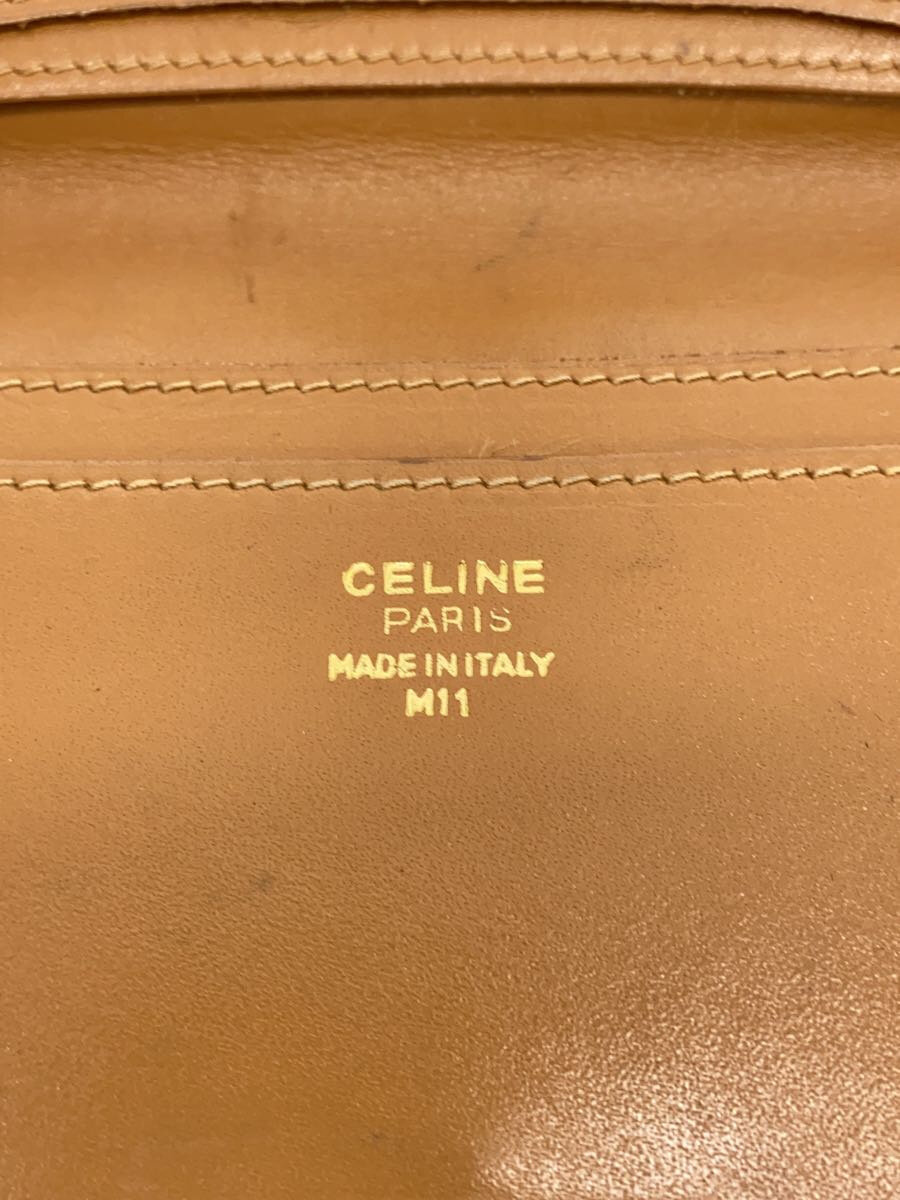 CELINE
PARIS
MADE IN ITALY
M11